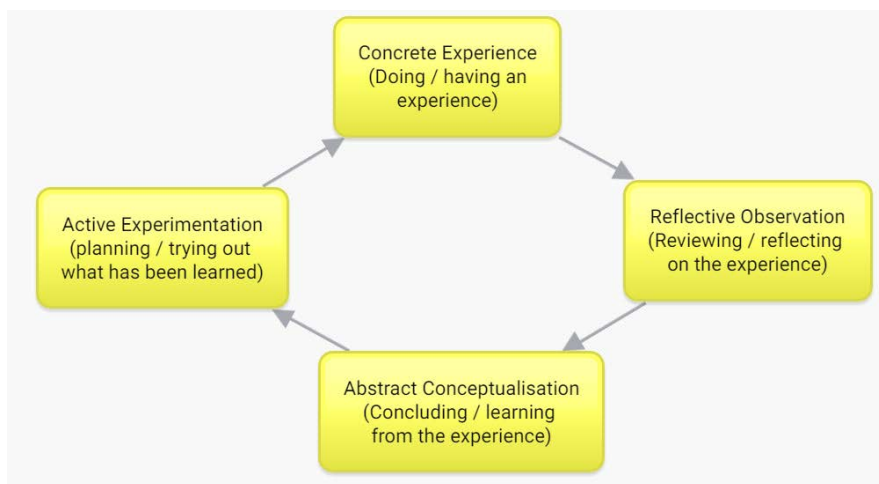 Concrete Experience
(Doing / having an
experience)
Reflective Observation
(Reviewing / reflecting
on the experience)
Abstract Conceptualisation
(Concluding / learning
from the experience)
Active Experimentation
(planning / trying out
what has been learned)